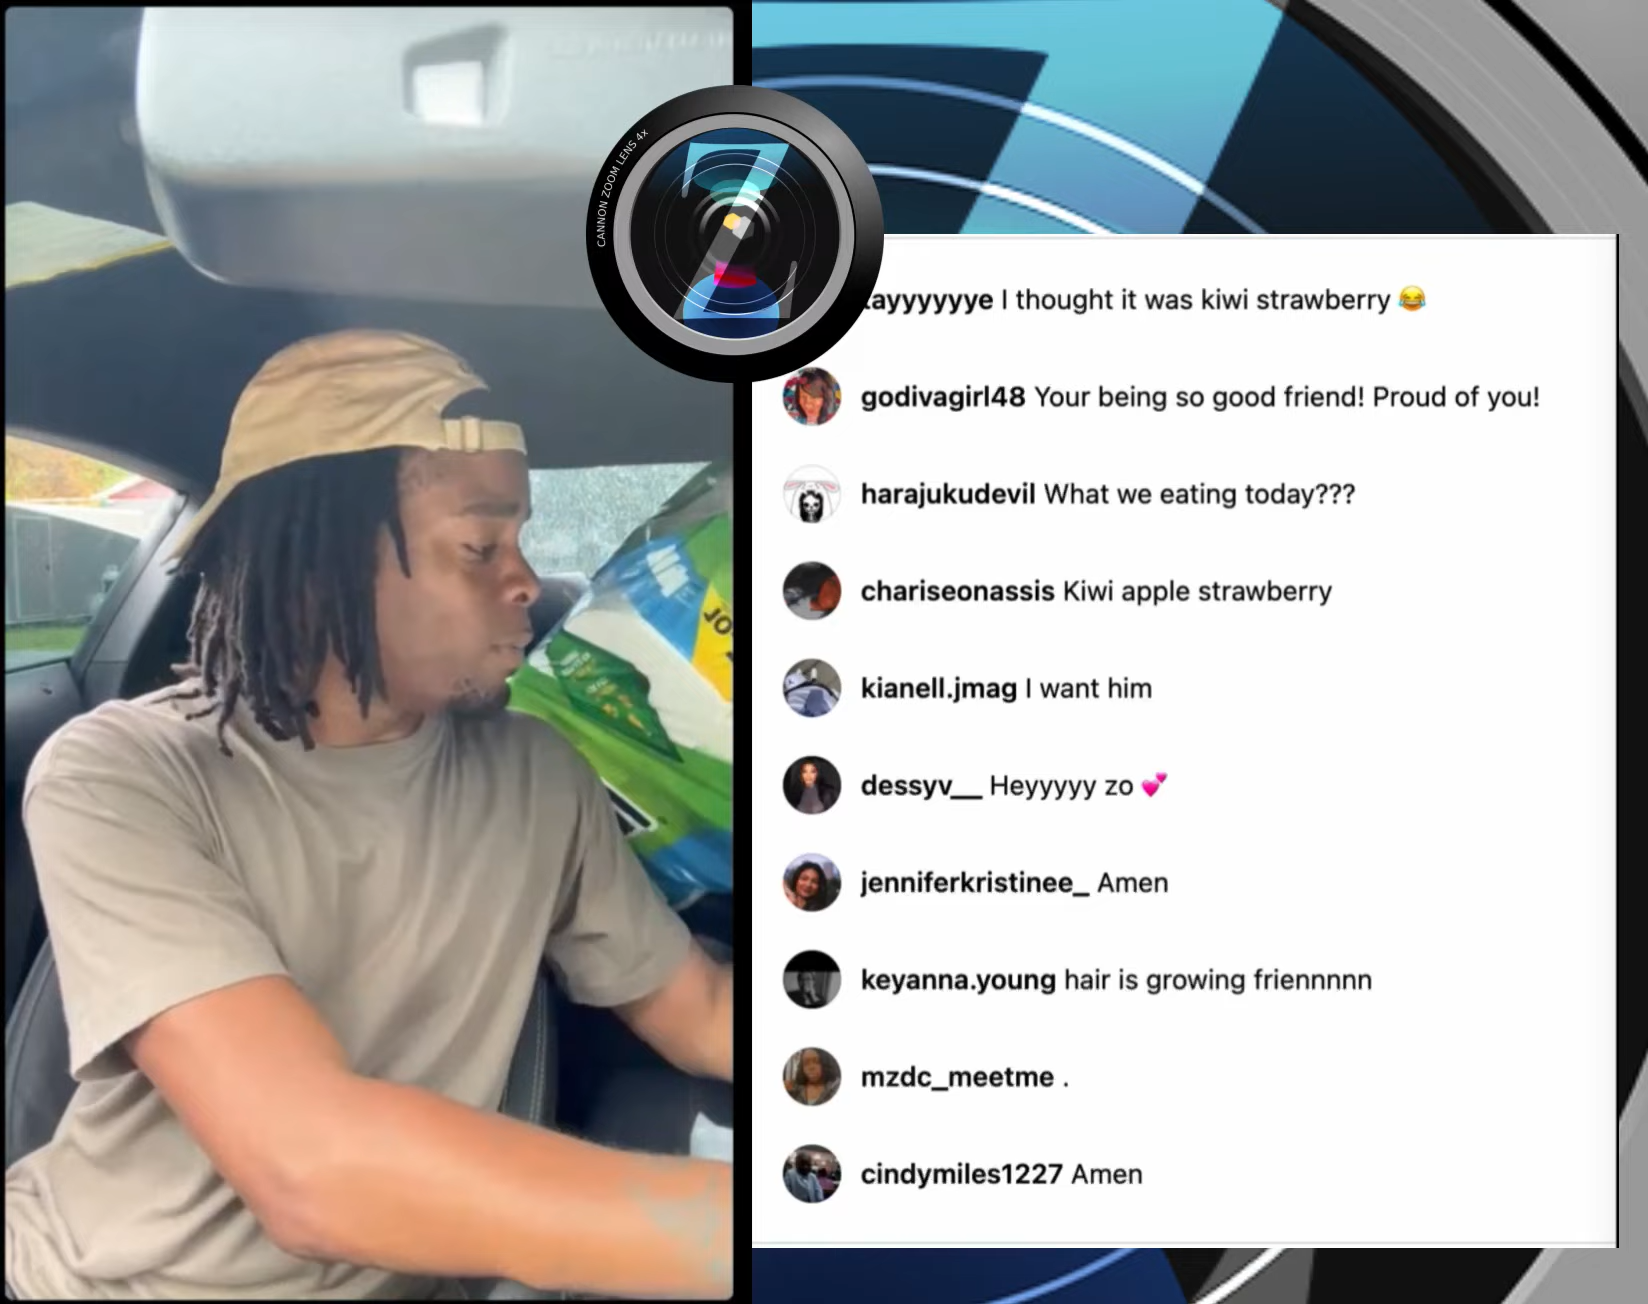 CANNON ZOOM LENS 4x
tayyyyyye I thought it was kiwi strawberry 😂
godivagirl48 Your being so good friend! Proud of you!
harajukudevil What we eating today???
chariseonassis Kiwi apple strawberry
kianell.jmag I want him
dessyv__ Heyyyyy zo 💕
jenniferkristinee_ Amen
keyanna.young hair is growing friennnnn
mzdc_meetme .
cindymiles1227 Amen